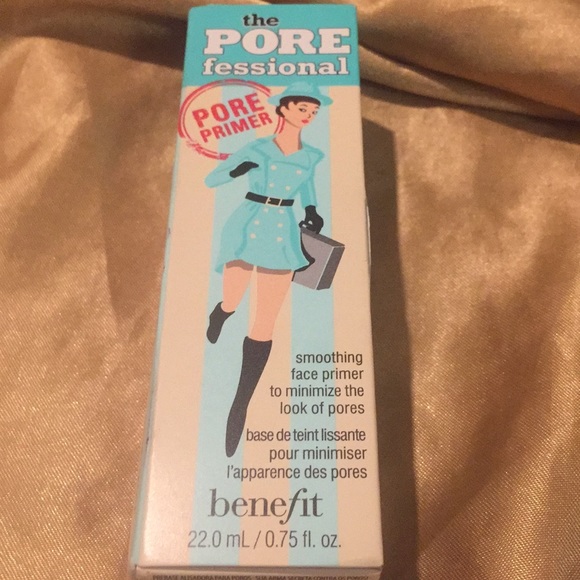 the
PORE
fessional
PORE
PRIMER
smoothing
face primer
to minimize the
look of pores
base de teint lissante
pour minimiser
l'apparence des pores
benefit
22.0 mL / 0.75 fl. oz.